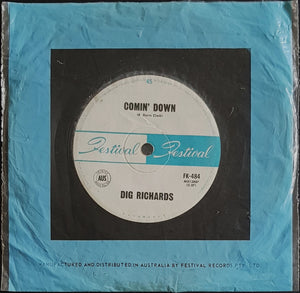 45
COMIN' DOWN
Festival Festival
AUS
FK-484
DIG RICHARDS
MANUFACTURED AND DISTRIBUTED IN AUSTRALIA BY FESTIVAL RECORDS PTY. LTD.